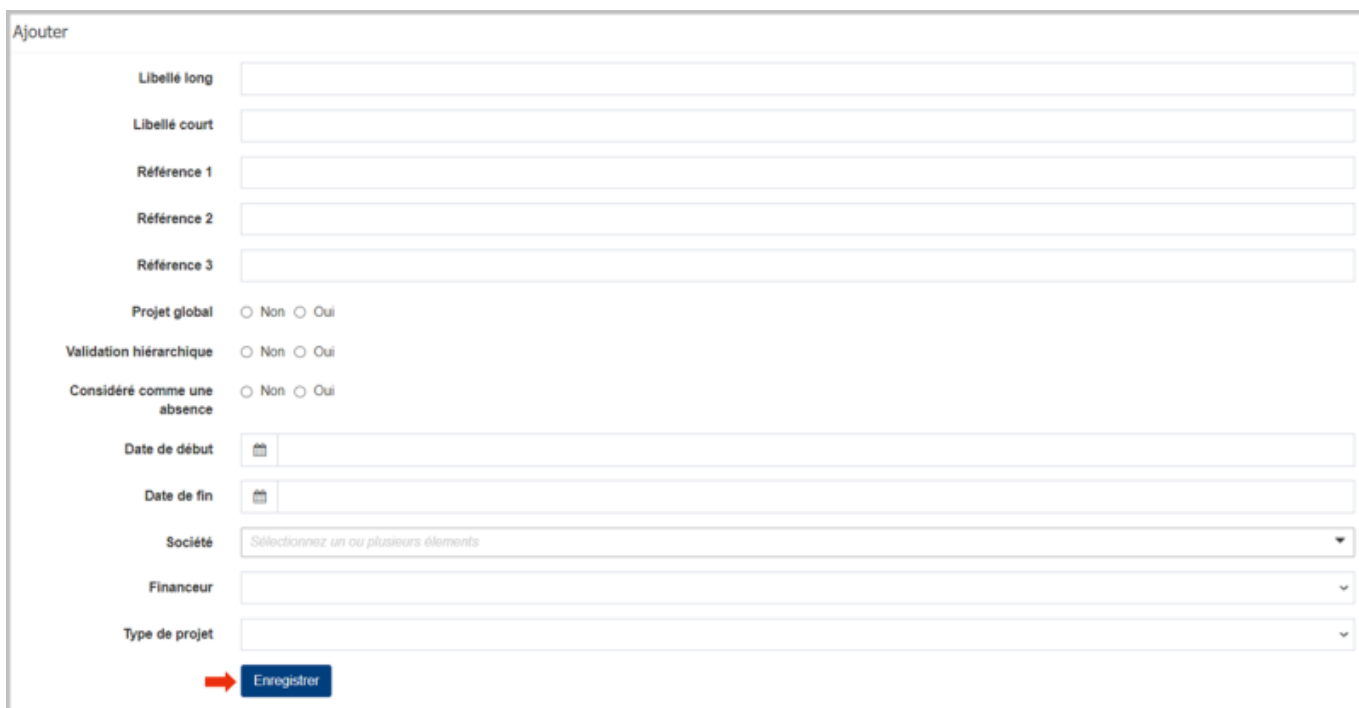 Ajouter
Libellé long
Libellé court
Référence 1
Référence 2
Référence 3
Projet global Non Oui
Validation hiérarchique Non Oui
Considéré comme une Non Oui
absence
Date de début
Date de fin
Société Sélectionnez un ou plusieurs élements
Financeur
Type de projet
Enregistrer